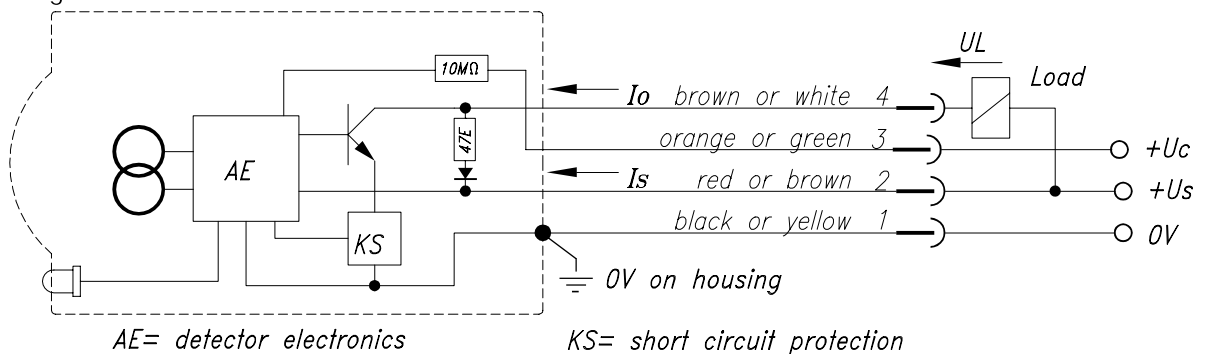 UL
Load
10MΩ
Io brown or white 4
47E
orange or green 3
+Uc
AE
Is red or brown 2
+Us
black or yellow 1
0V
KS
0V on housing
AE= detector electronics
KS= short circuit protection